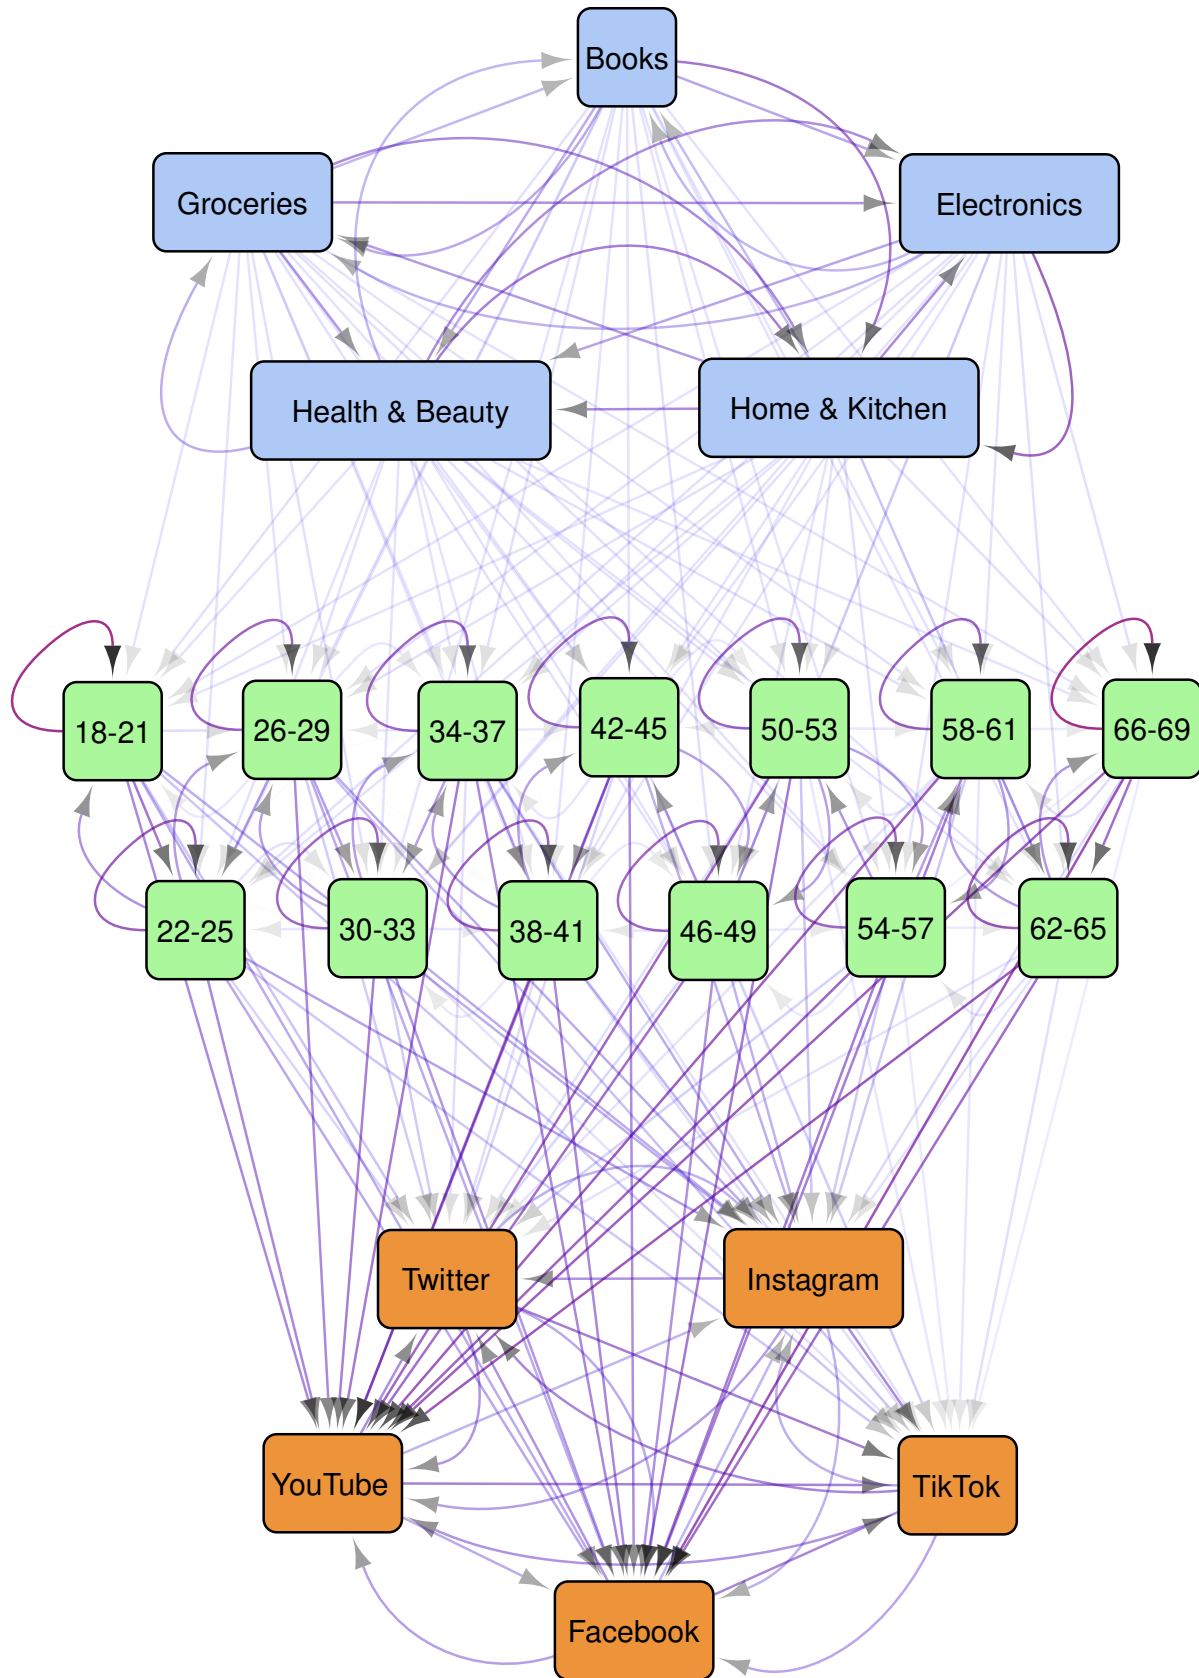 Books
Groceries
Electronics
Health & Beauty
Home & Kitchen
18-21
26-29
34-37
42-45
50-53
58-61
66-69
22-25
30-33
38-41
46-49
54-57
62-65
Twitter
Instagram
YouTube
TikTok
Facebook